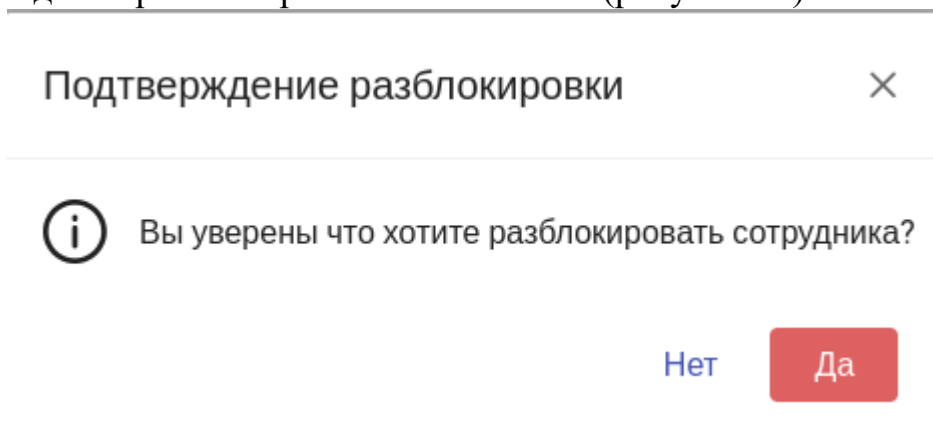 Подтверждение разблокировки
Вы уверены что хотите разблокировать сотрудника?
Нет
Да